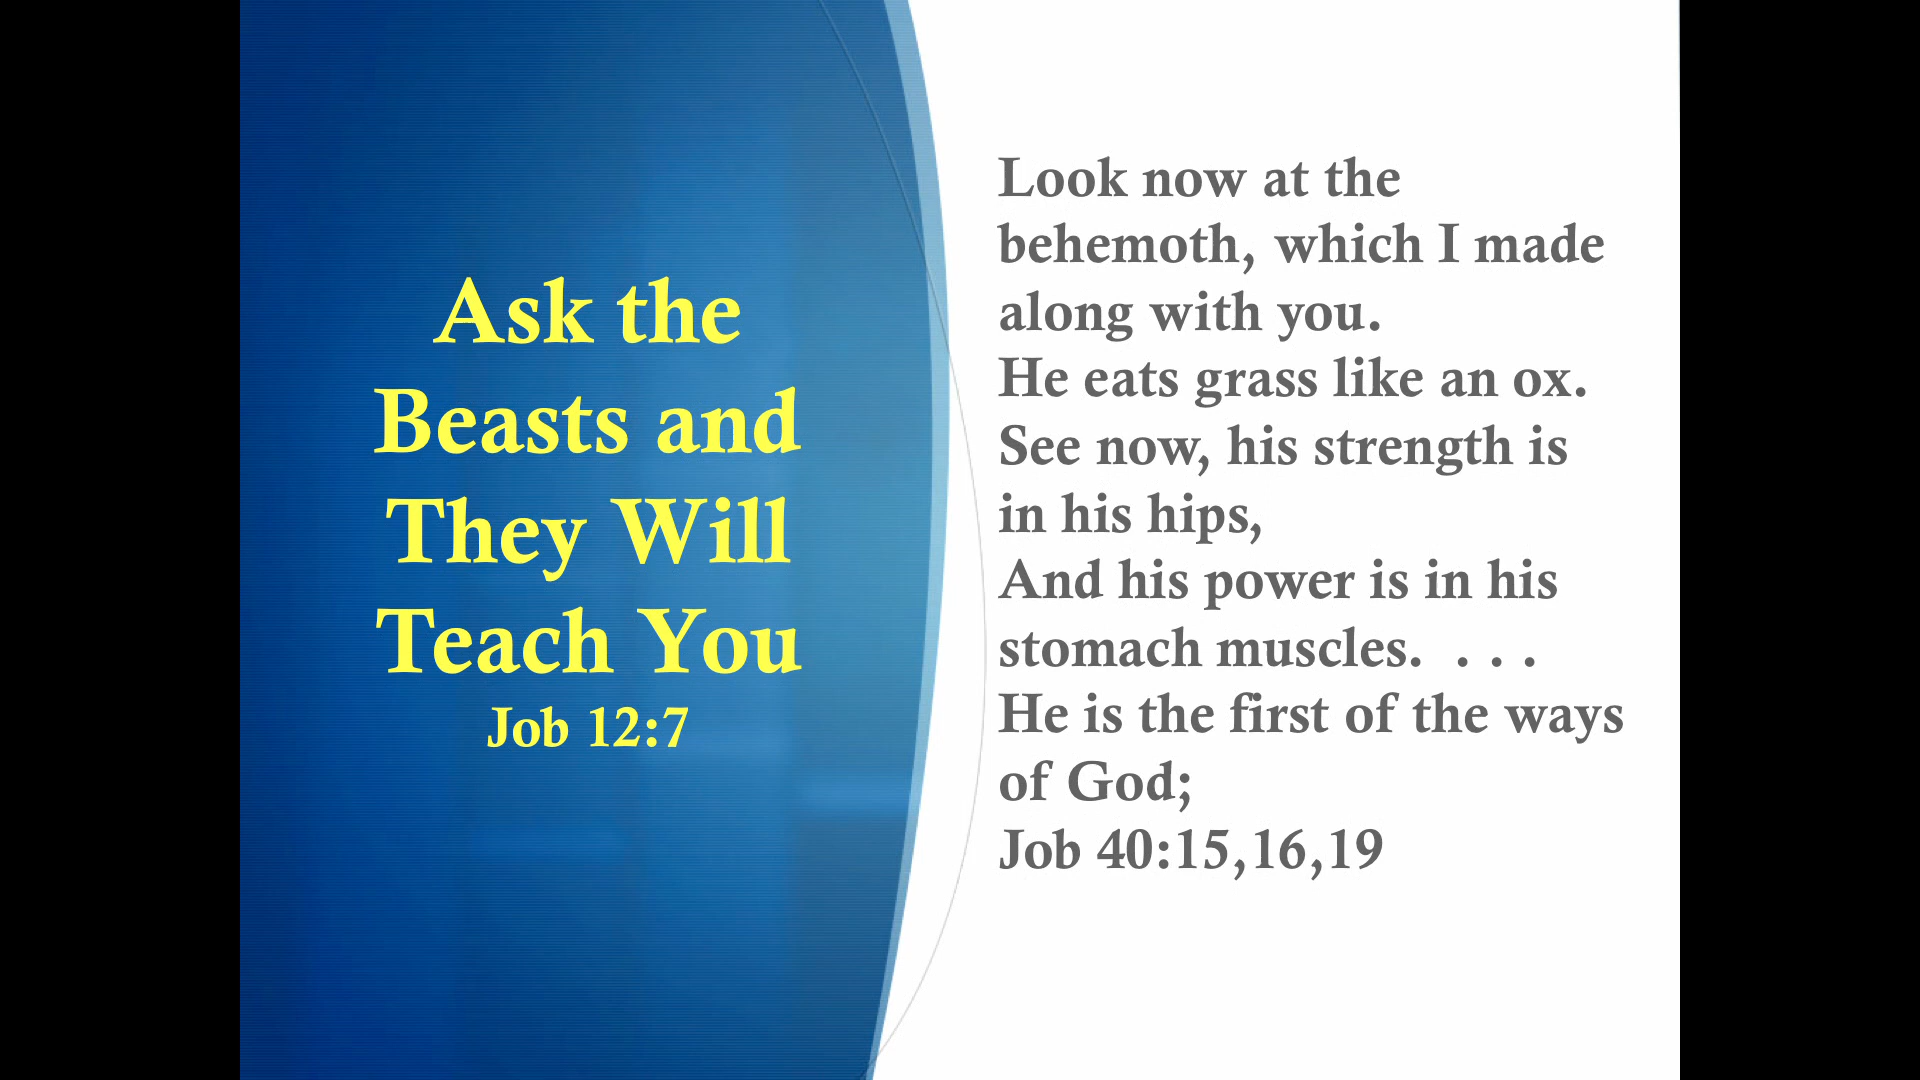 Ask the
Beasts and
They Will
Teach You
Job 12:7
Look now at the
behemoth, which I made
along with you.
He eats grass like an ox.
See now, his strength is
in his hips,
And his power is in his
stomach muscles.  . . .
He is the first of the ways
of God;
Job 40:15,16,19